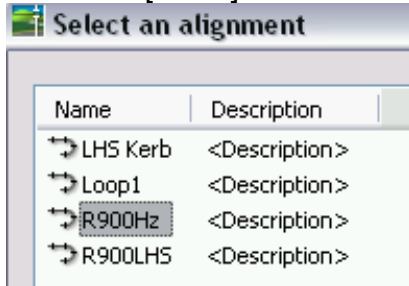 Select an alignment
Name Description
LHS Kerb <Description>
Loop1 <Description>
R900Hz <Description>
R900LHS <Description>